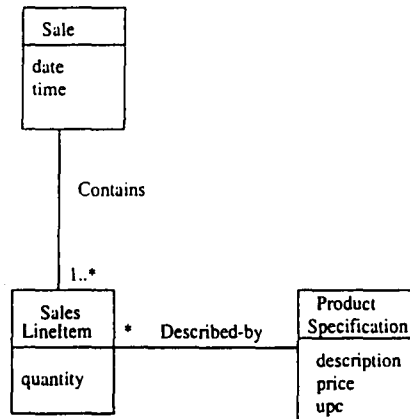 Sale
date
time
Contains
1..*
Sales
LineItem
* Described-by
Product
Specification
quantity
description
price
upc